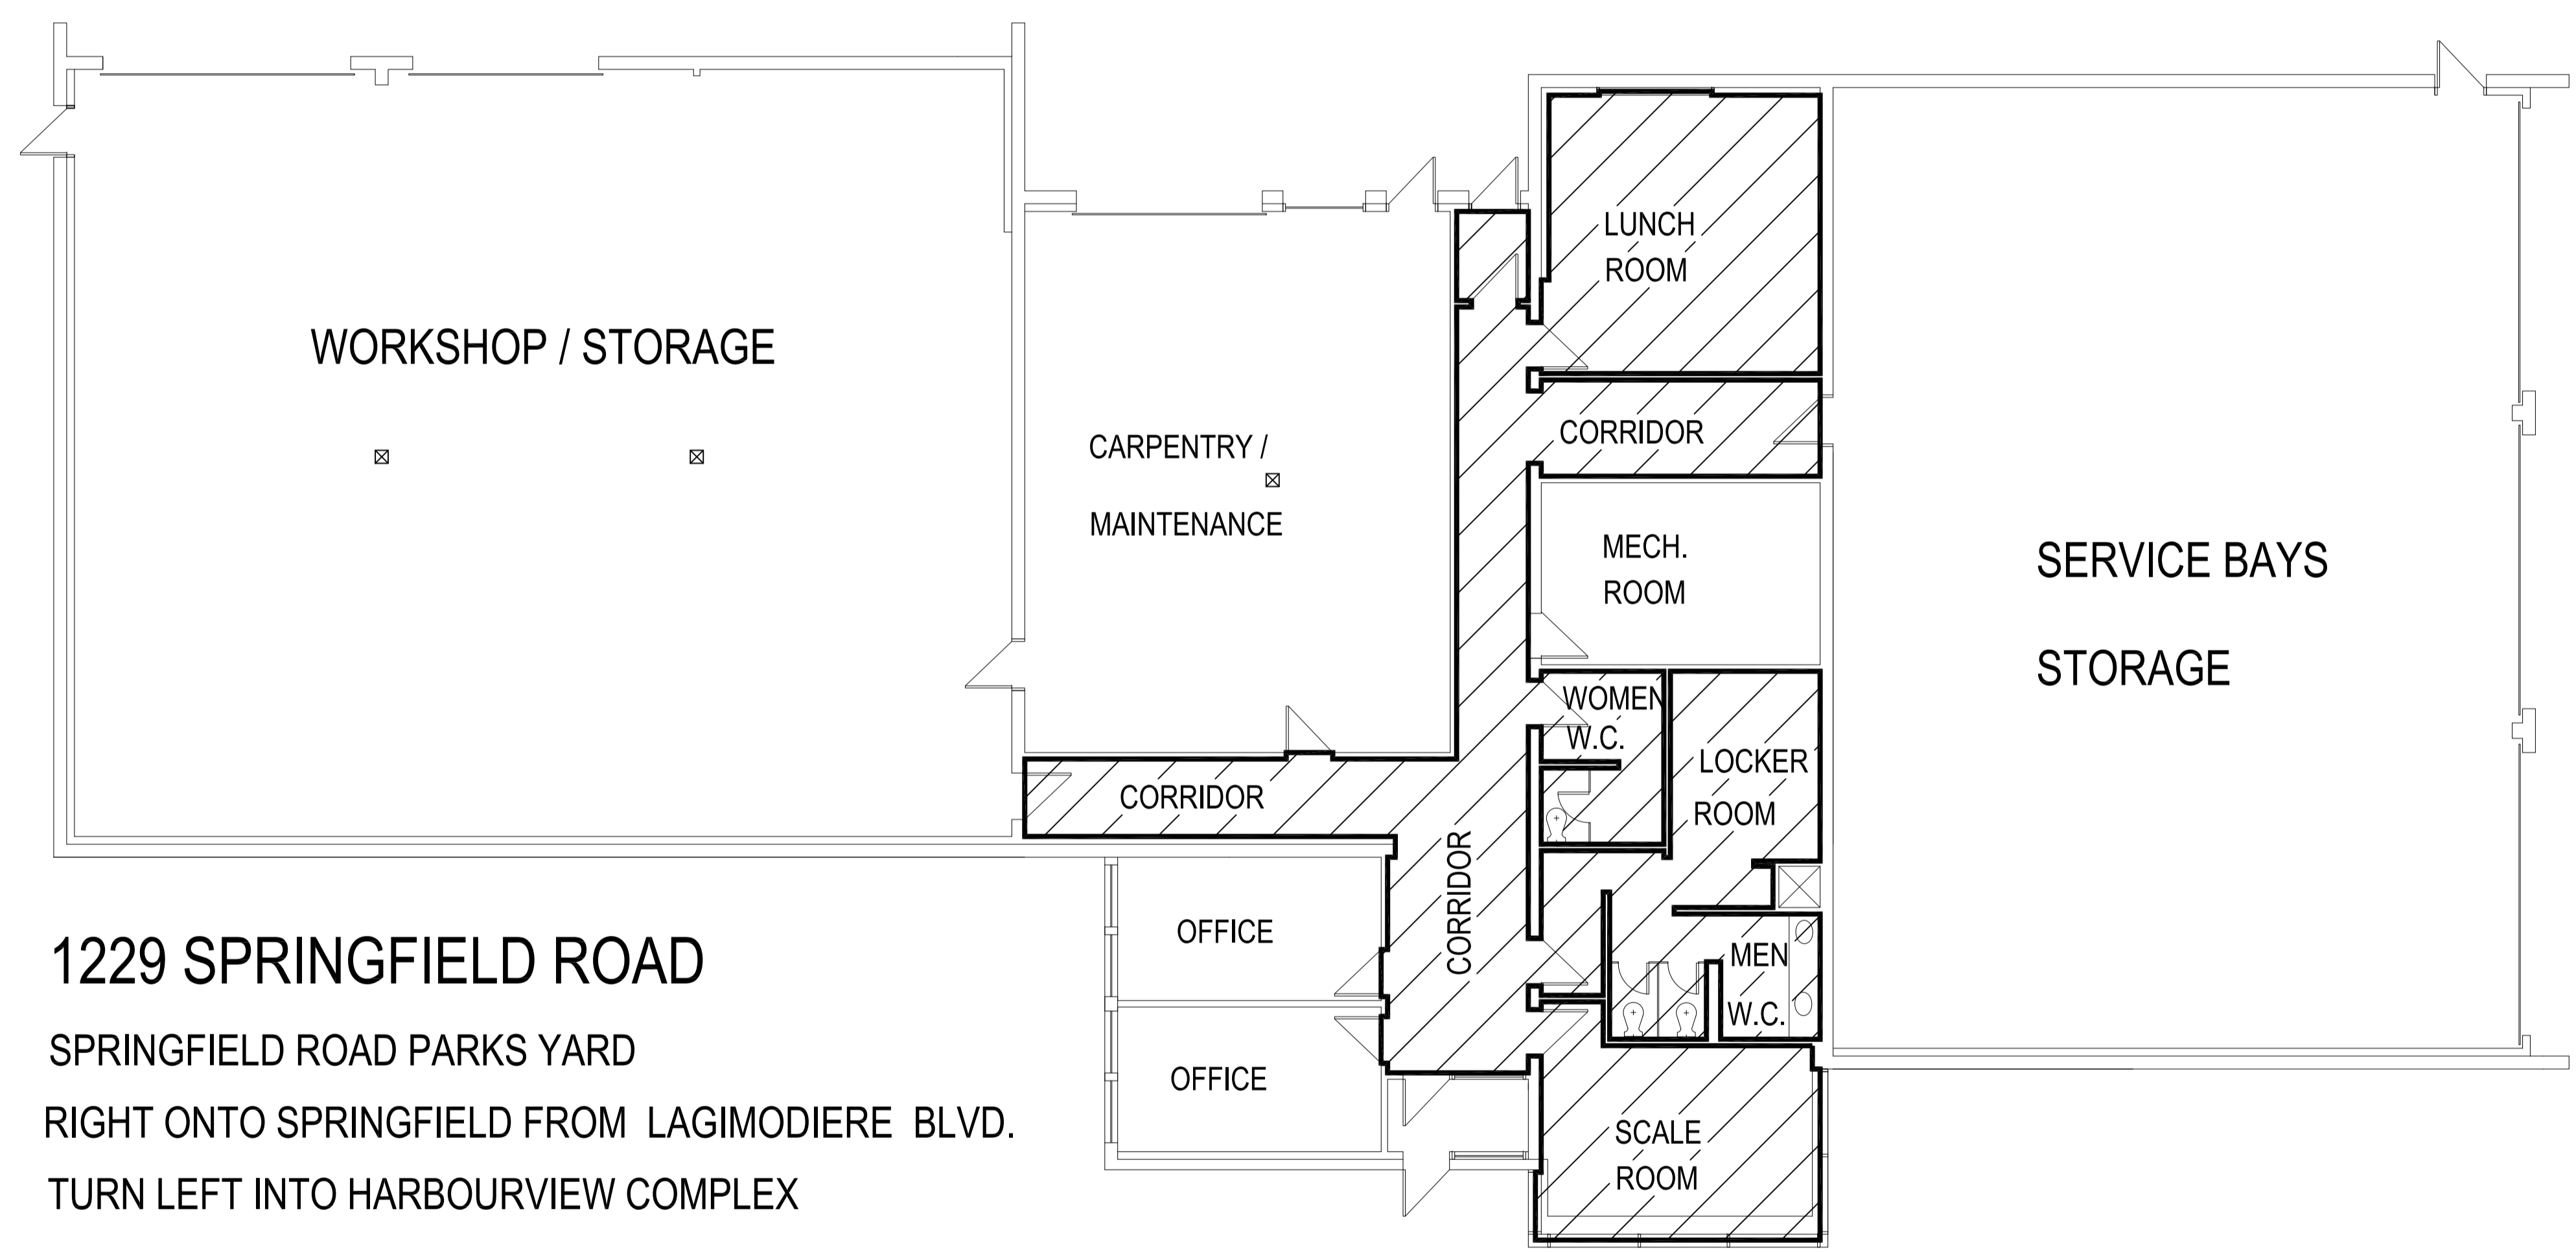 WORKSHOP / STORAGE
CARPENTRY /
MAINTENANCE
LUNCH
ROOM
CORRIDOR
MECH.
ROOM
SERVICE BAYS
STORAGE
WOMEN
W.C.
LOCKER
ROOM
CORRIDOR
CORRIDOR
OFFICE
OFFICE
MEN
W.C.
SCALE
ROOM
1229 SPRINGFIELD ROAD
SPRINGFIELD ROAD PARKS YARD
RIGHT ONTO SPRINGFIELD FROM LAGIMODIERE BLVD.
TURN LEFT INTO HARBOURVIEW COMPLEX